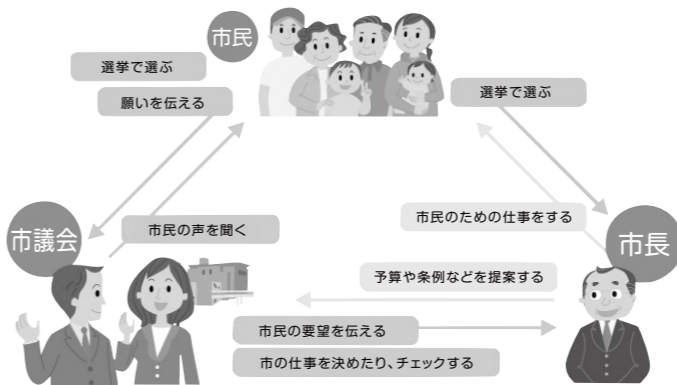 市民
選挙で選ぶ
願いを伝える
選挙で選ぶ
市議会
市民の声を聞く
市民のための仕事をする
市長
予算や条例などを提案する
市民の要望を伝える
市の仕事を決めたり、チェックする